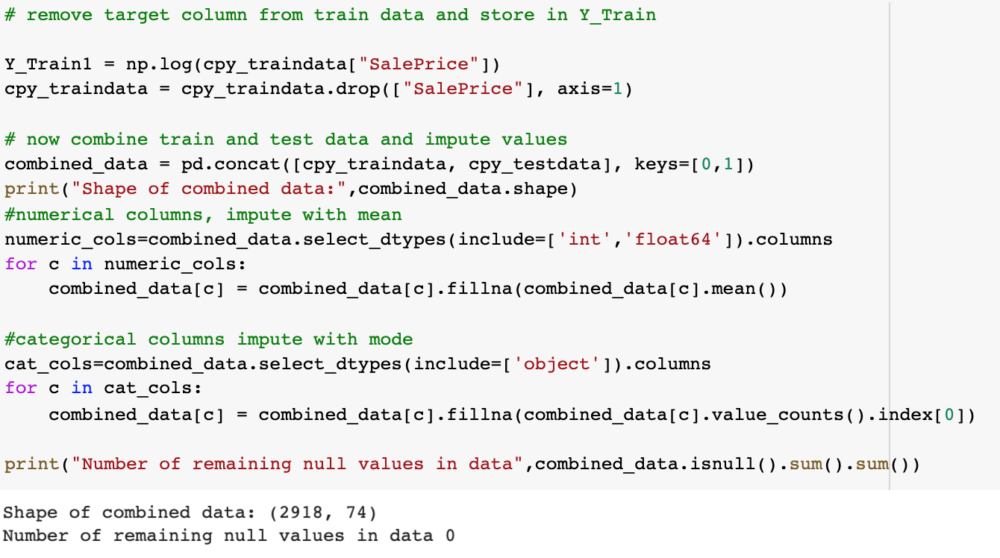 # remove target column from train data and store in Y_Train
Y_Train1 = np.log(cpy_traindata["SalePrice"])
cpy_traindata = cpy_traindata.drop(["SalePrice"], axis=1)
# now combine train and test data and impute values
combined_data = pd.concat([cpy_traindata, cpy_testdata], keys=[0,1])
print("Shape of combined data:",combined_data.shape)
#numerical columns, impute with mean
numeric_cols=combined_data.select_dtypes(include=['int','float64']).columns
for c in numeric_cols:
    combined_data[c] = combined_data[c].fillna(combined_data[c].mean())
#categorical columns impute with mode
cat_cols=combined_data.select_dtypes(include=['object']).columns
for c in cat_cols:
    combined_data[c] = combined_data[c].fillna(combined_data[c].value_counts().index[0])
print("Number of remaining null values in data",combined_data.isnull().sum().sum())
Shape of combined data: (2918, 74)
Number of remaining null values in data 0